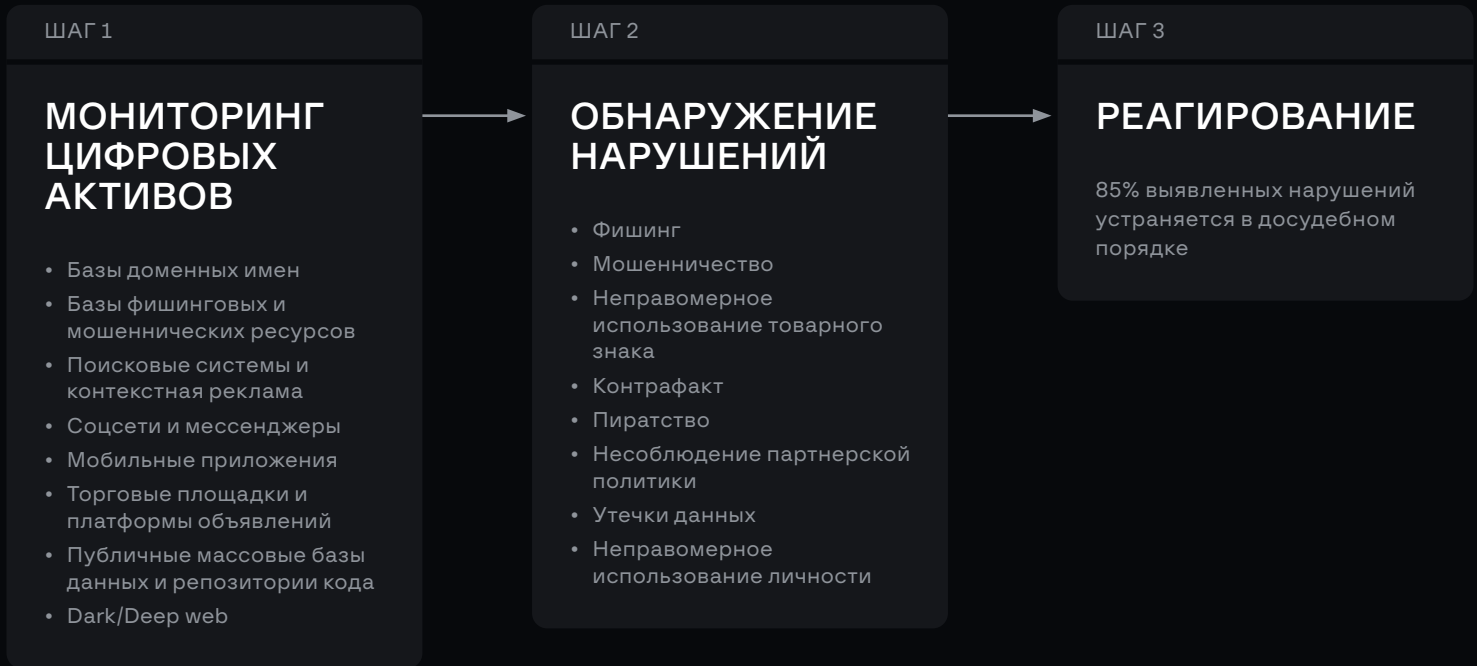 ШАГ 1
МОНИТОРИНГ
ЦИФРОВЫХ
АКТИВОВ
• Базы доменных имен
• Базы фишинговых и
мошеннических ресурсов
• Поисковые системы и
контекстная реклама
• Соцсети и мессенджеры
• Мобильные приложения
• Торговые площадки и
платформы объявлений
• Публичные массовые базы
данных и репозитории кода
• Dark/Deep web
ШАГ 2
ОБНАРУЖЕНИЕ
НАРУШЕНИЙ
• Фишинг
• Мошенничество
• Неправомерное
использование товарного
знака
• Контрафакт
• Пиратство
• Несоблюдение партнерской
политики
• Утечки данных
• Неправомерное
использование личности
ШАГ 3
РЕАГИРОВАНИЕ
85% выявленных нарушений
устраняется в досудебном
порядке